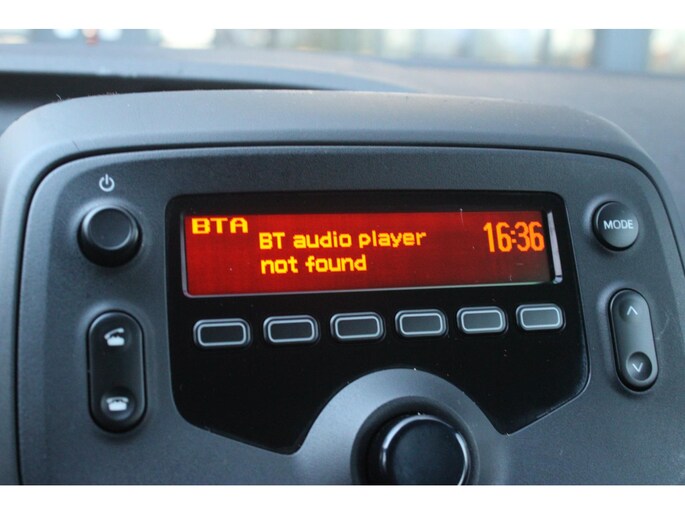 BTA
BT audio player
not found
16:36
MODE